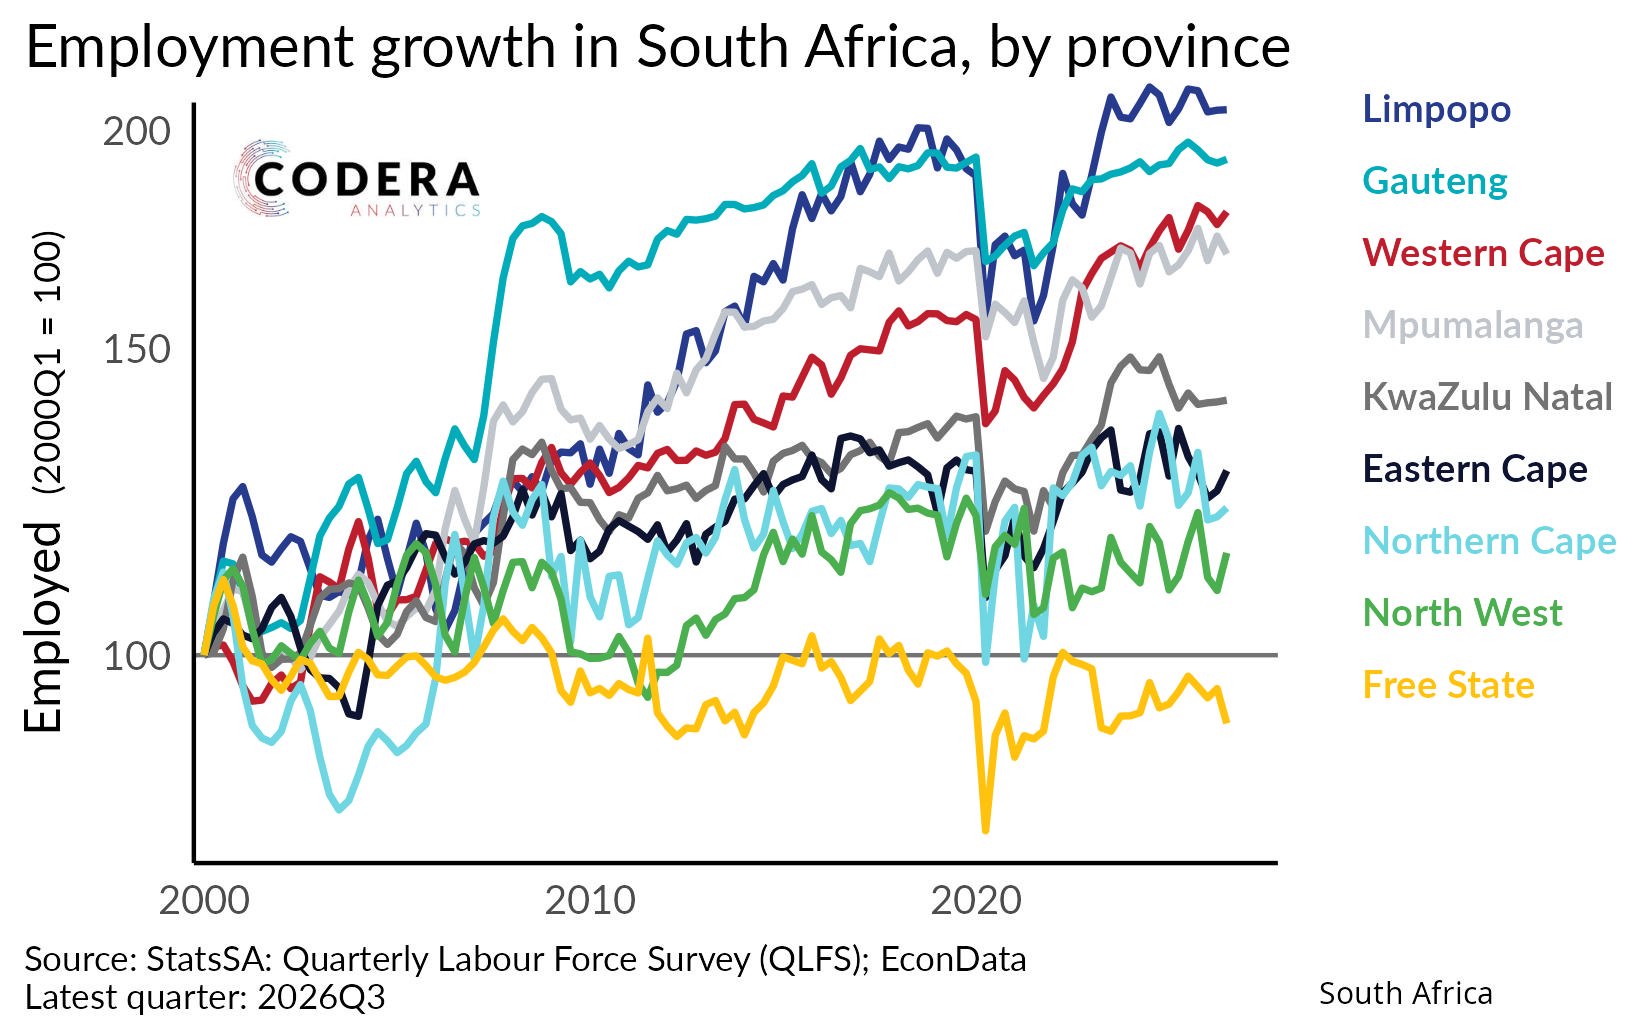 Employment growth in South Africa, by province
Employed (2000Q1 = 100)
200
150
100
CODERA
ANALYTICS
Limpopo
Gauteng
Western Cape
Mpumalanga
KwaZulu Natal
Eastern Cape
Northern Cape
North West
Free State
2000
2010
2020
Source: StatsSA: Quarterly Labour Force Survey (QLFS); EconData
Latest quarter: 2026Q3
South Africa